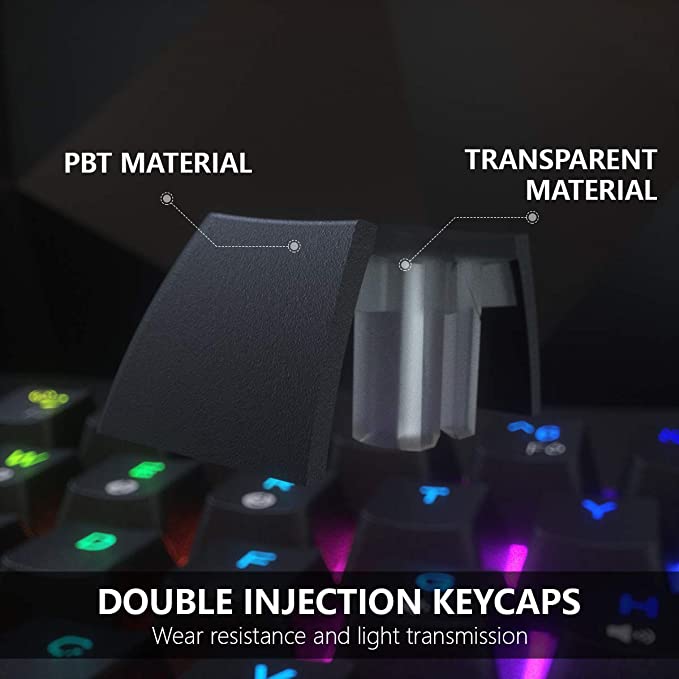 PBT MATERIAL
TRANSPARENT
MATERIAL
W
E
R
T
Y
D
F
G
C
DOUBLE INJECTION KEYCAPS
Wear resistance and light transmission